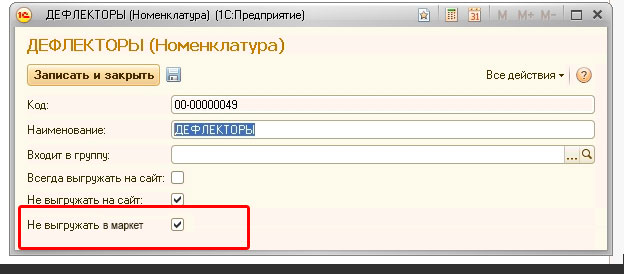 ДЕФЛЕКТОРЫ (Номенклатура) (1С:Предприятие)
M M+ M-
ДЕФЛЕКТОРЫ (Номенклатура)
Записать и закрыть Все действия
Код: 00-00000049
Наименование: ДЕФЛЕКТОРЫ
Входит в группу:
Всегда выгружать на сайт:
Не выгружать на сайт:
Не выгружать в маркет